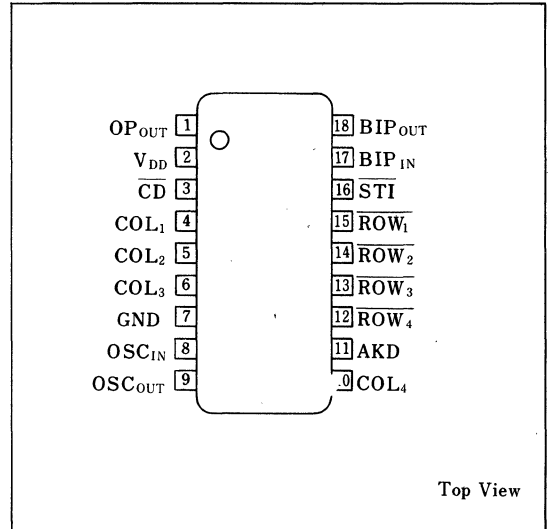 OPOUT 1 18 BIPOUT
VDD 2 17 BIPIN
CD 3 16 STI
COL1 4 15 ROW1
COL2 5 14 ROW2
COL3 6 13 ROW3
GND 7 12 ROW4
OSCIN 8 11 AKD
OSCOUT 9 .0 COL4
Top View